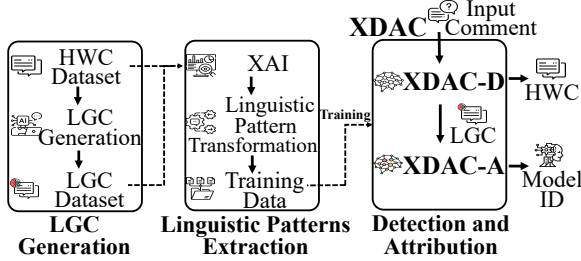 HWC
Dataset
LGC
Generation
LGC
Dataset
LGC
Generation
XAI
Linguistic
Pattern
Transformation
Training
Data
Linguistic Patterns
Extraction
Training
XDAC
Input
Comment
XDAC-D
HWC
LGC
XDAC-A
Model
ID
Detection and
Attribution